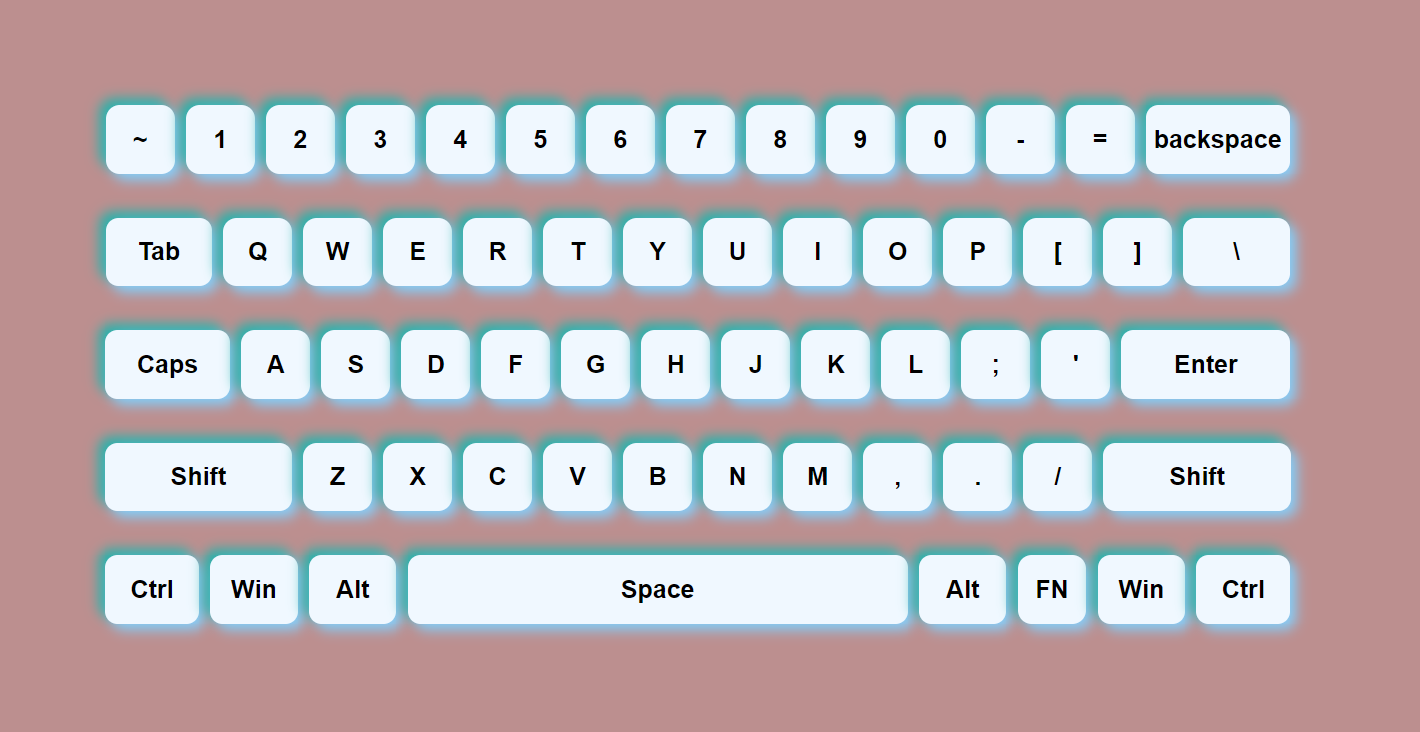 ~ 1 2 3 4 5 6 7 8 9 0 - = backspace
Tab Q W E R T Y U I O P [ ] \
Caps A S D F G H J K L ; ' Enter
Shift Z X C V B N M , . / Shift
Ctrl Win Alt Space Alt FN Win Ctrl